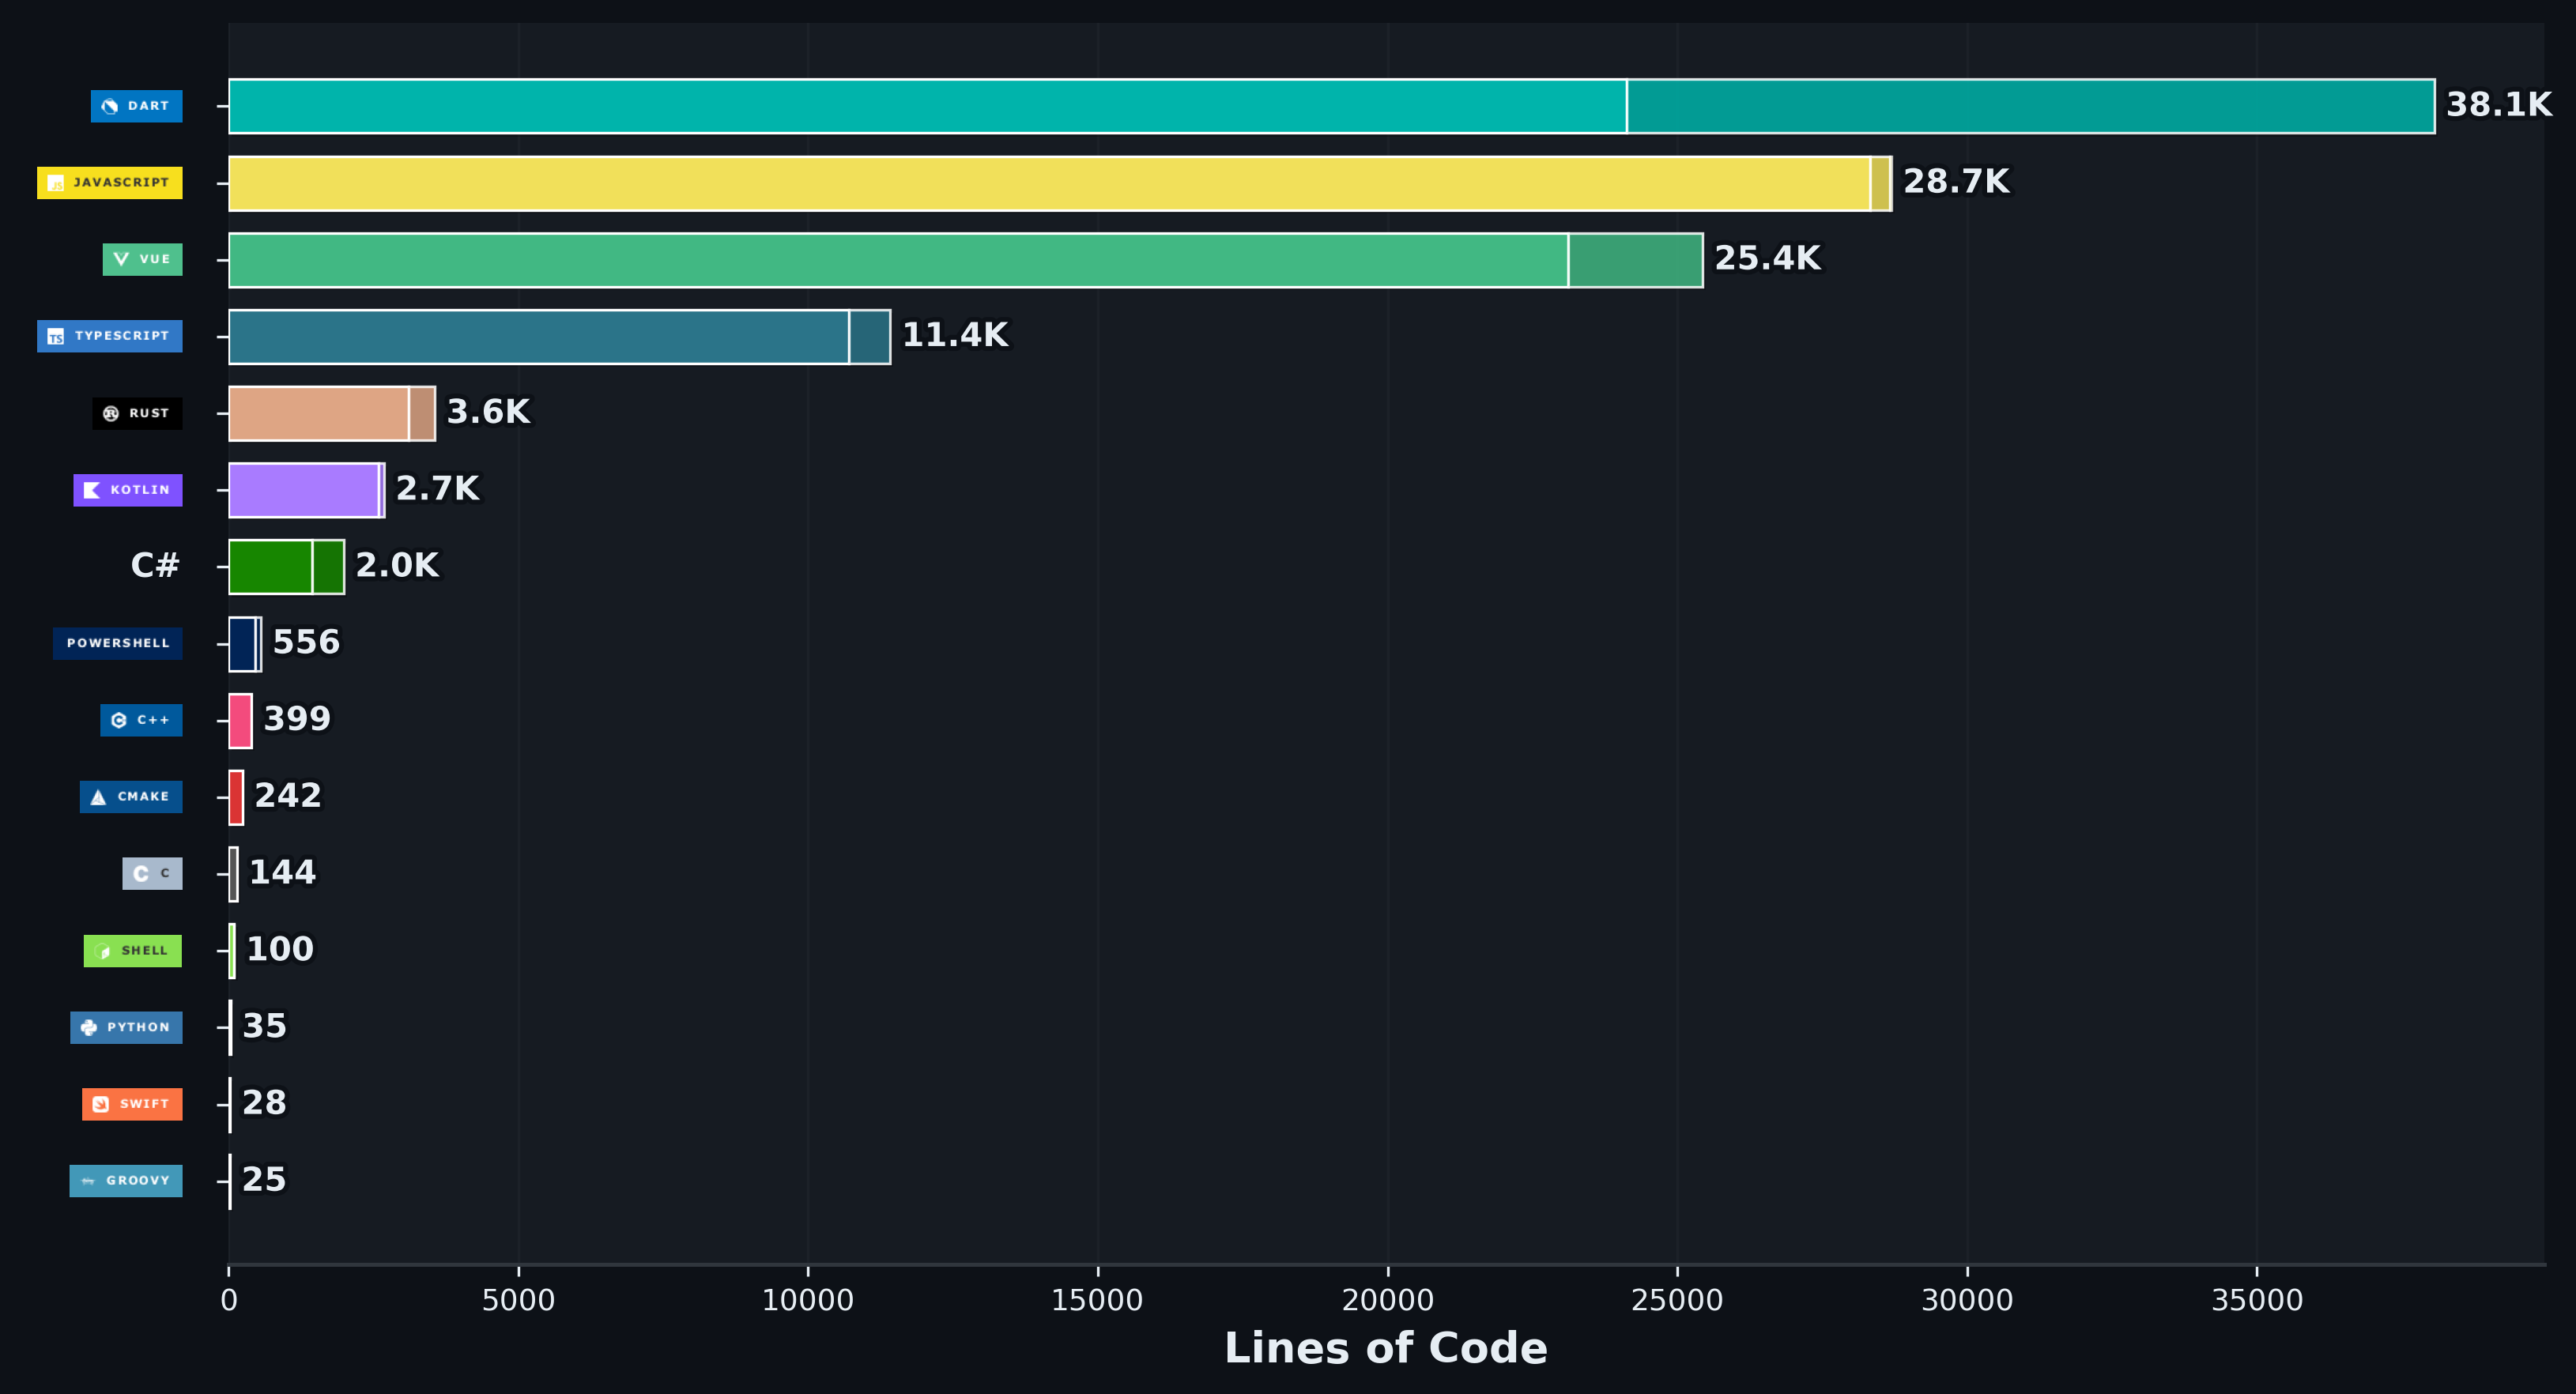 DART 38.1K
JS JAVASCRIPT 28.7K
VUE 25.4K
TS TYPESCRIPT 11.4K
R RUST 3.6K
KOTLIN 2.7K
C# 2.0K
POWERSHELL 556
C C++ 399
CMAKE 242
C C 144
SHELL 100
PYTHON 35
SWIFT 28
GROOVY 25
0 5000 10000 15000 20000 25000 30000 35000
Lines of Code